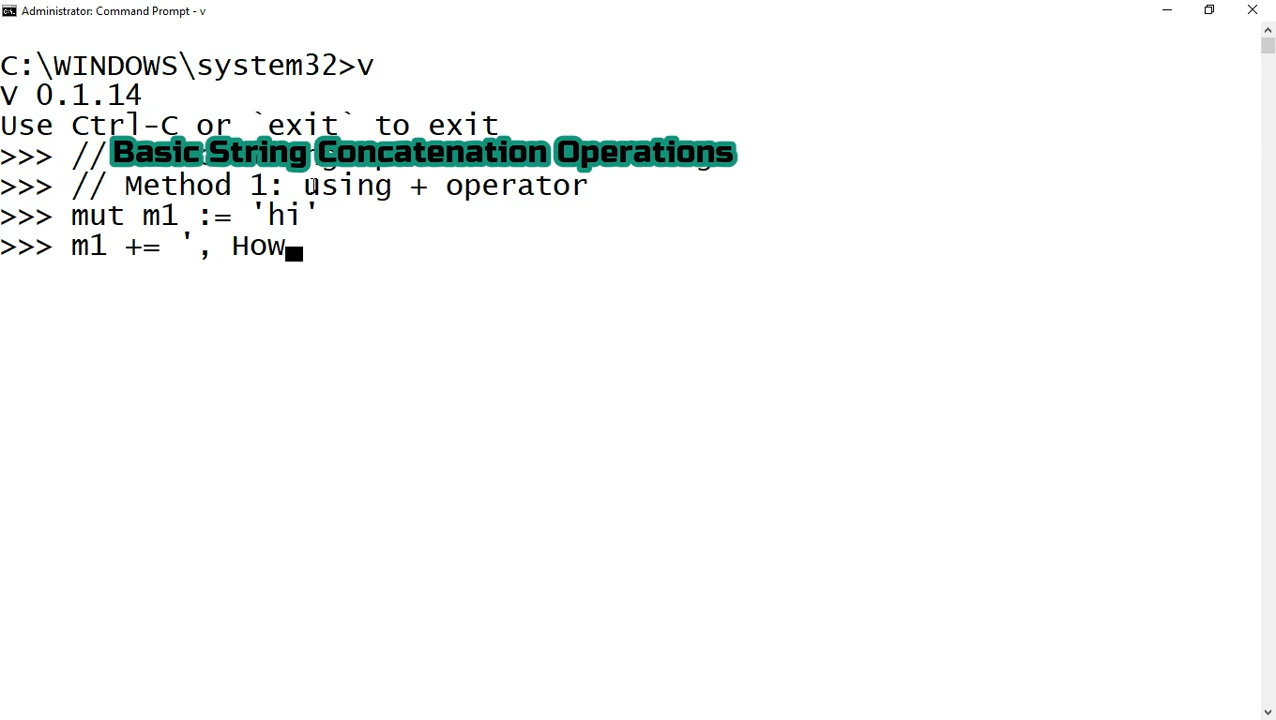 Administrator: Command Prompt - v
C:\WINDOWS\system32>v
V 0.1.14
Use Ctrl-C or `exit` to exit
>>> //
Basic String Concatenation Operations
>>> // Method 1: using + operator
>>> mut m1 := 'hi'
>>> m1 += ', How